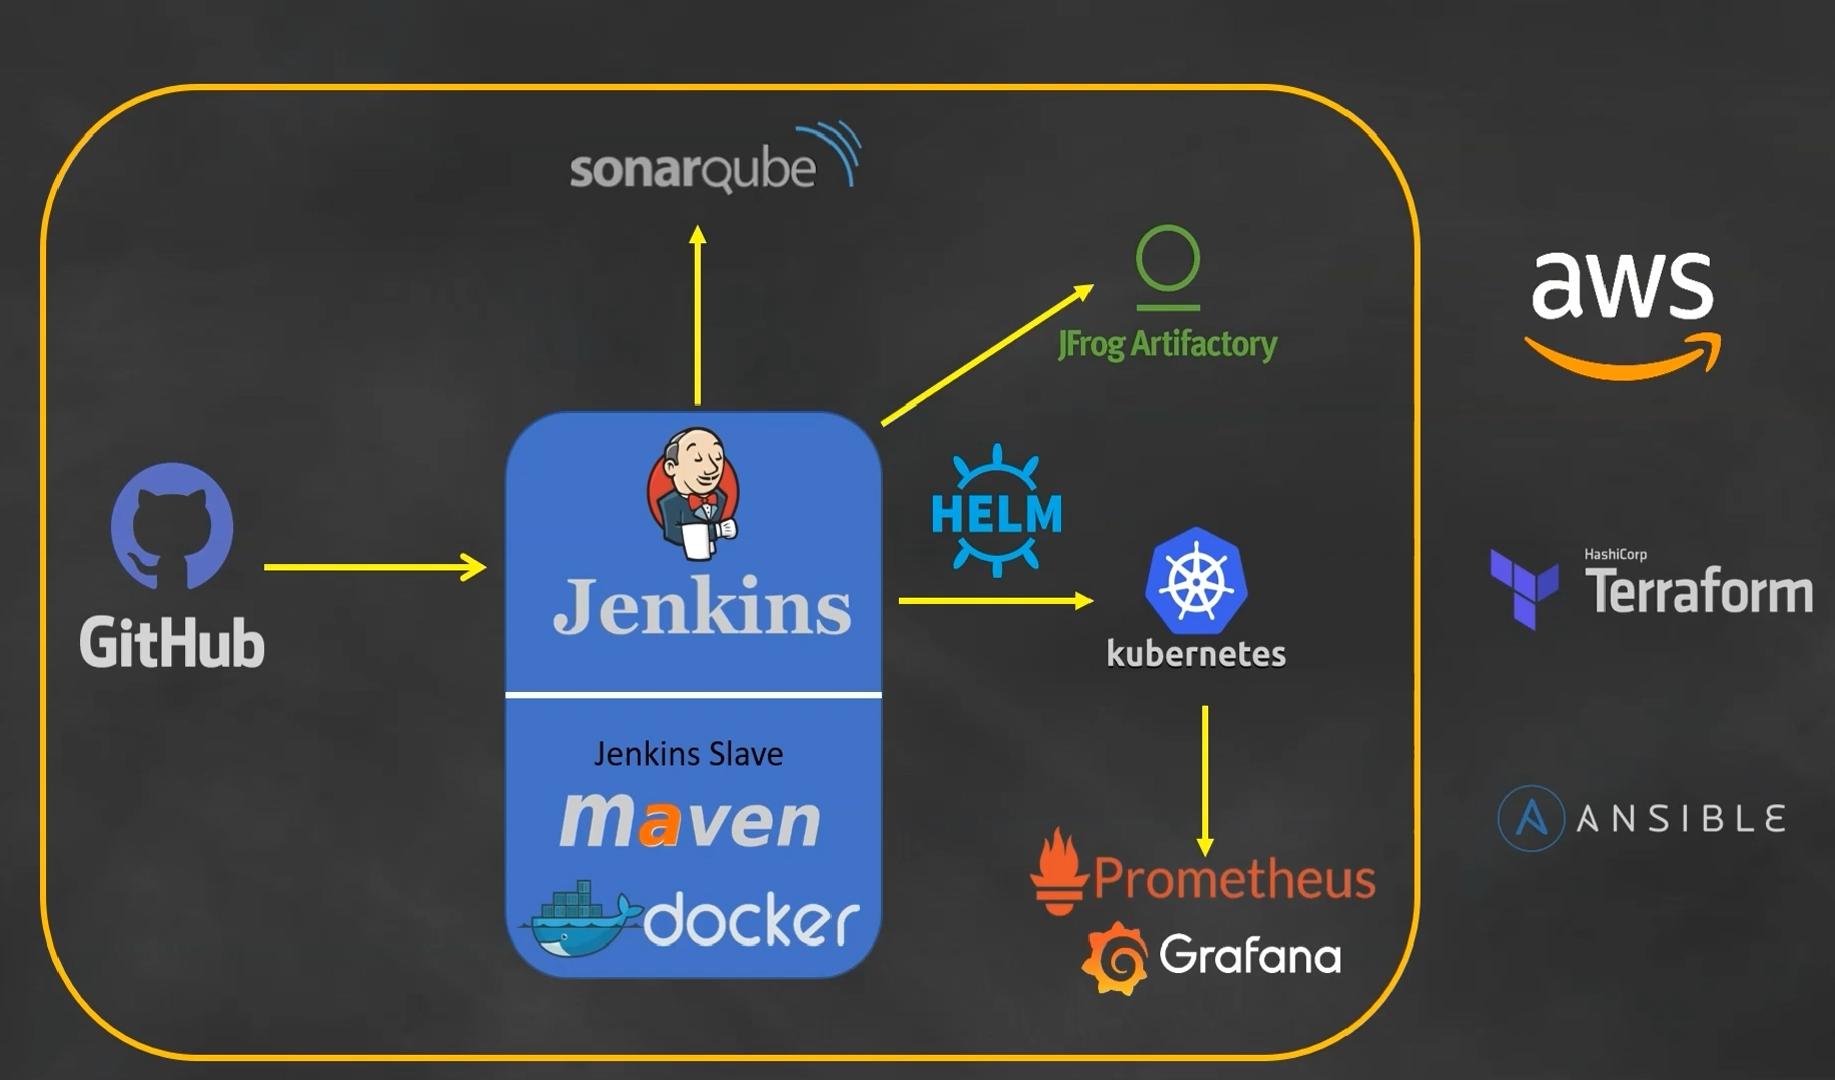 sonarqube
JFrog Artifactory
aws
HELM
GitHub
Jenkins
kubernetes
HashiCorp
Terraform
Jenkins Slave
maven
docker
Prometheus
Grafana
ANSIBLE